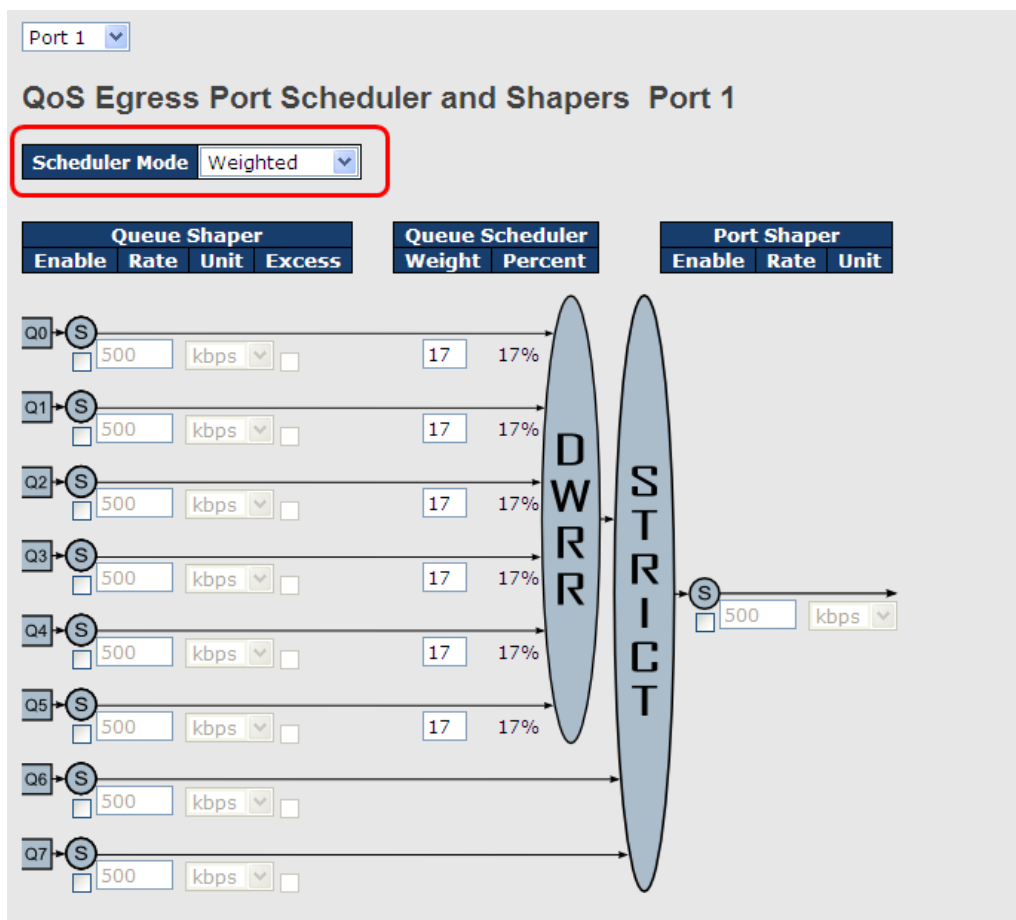 Port 1
QoS Egress Port Scheduler and Shapers Port 1
Scheduler Mode Weighted
Queue Shaper Queue Scheduler Port Shaper
Enable Rate Unit Excess Weight Percent Enable Rate Unit
Q0 S
500 kbps 17 17%
Q1 S
500 kbps 17 17%
Q2 S
500 kbps 17 17%
Q3 S
500 kbps 17 17%
Q4 S
500 kbps 17 17%
Q5 S
500 kbps 17 17%
Q6 S
500 kbps
Q7 S
500 kbps
DWRR
STRICT
S
500 kbps